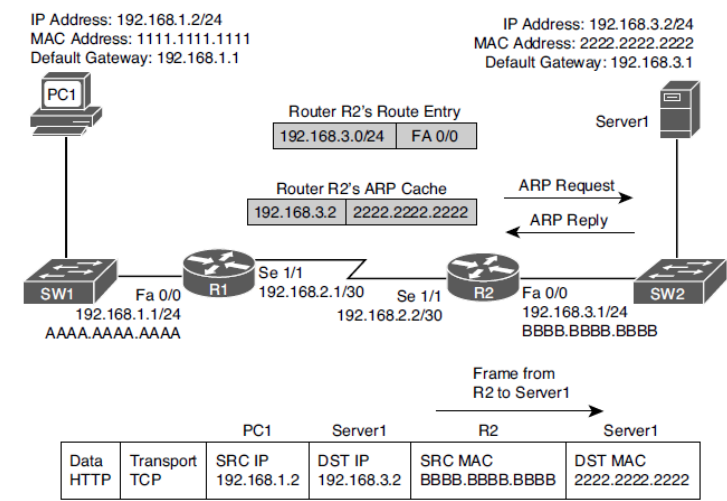 IP Address: 192.168.1.2/24
MAC Address: 1111.1111.1111
Default Gateway: 192.168.1.1
IP Address: 192.168.3.2/24
MAC Address: 2222.2222.2222
Default Gateway: 192.168.3.1
PC1
Server1
Router R2's Route Entry
192.168.3.0/24 FA 0/0
Router R2's ARP Cache
192.168.3.2 2222.2222.2222
ARP Request
ARP Reply
SW1
Fa 0/0
192.168.1.1/24
AAAA.AAAA.AAAA
R1
Se 1/1
192.168.2.1/30
Se 1/1
192.168.2.2/30
R2
Fa 0/0
192.168.3.1/24
BBBB.BBBB.BBBB
SW2
Frame from
R2 to Server1
PC1 Server1 R2 Server1
Data Transport SRC IP DST IP SRC MAC DST MAC
HTTP TCP 192.168.1.2 192.168.3.2 BBBB.BBBB.BBBB 2222.2222.2222